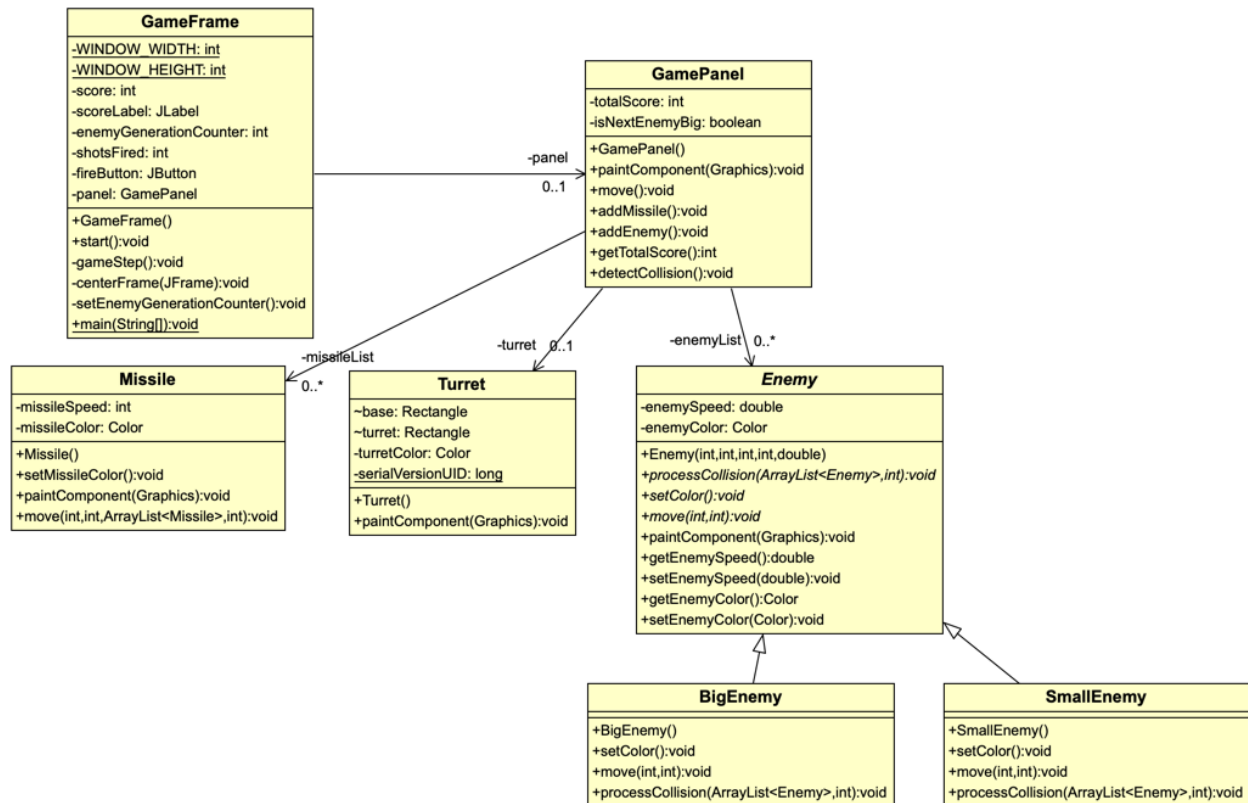 GameFrame
-WINDOW_WIDTH: int
-WINDOW_HEIGHT: int
-score: int
-scoreLabel: JLabel
-enemyGenerationCounter: int
-shotsFired: int
-fireButton: JButton
-panel: GamePanel
+GameFrame()
+start():void
-gameStep():void
-centerFrame(JFrame):void
-setEnemyGenerationCounter():void
+main(String[]):void
-panel
0..1
GamePanel
-totalScore: int
-isNextEnemyBig: boolean
+GamePanel()
+paintComponent(Graphics):void
+move():void
+addMissile():void
+addEnemy():void
+getTotalScore():int
+detectCollision():void
-missileList
0..*
-turret
0..1
-enemyList
0..*
Missile
-missileSpeed: int
-missileColor: Color
+Missile()
+setMissileColor():void
+paintComponent(Graphics):void
+move(int,int,ArrayList<Missile>,int):void
Turret
~base: Rectangle
~turret: Rectangle
-turretColor: Color
-serialVersionUID: long
+Turret()
+paintComponent(Graphics):void
Enemy
-enemySpeed: double
-enemyColor: Color
+Enemy(int,int,int,int,double)
+processCollision(ArrayList<Enemy>,int):void
+setColor():void
+move(int,int):void
+paintComponent(Graphics):void
+getEnemySpeed():double
+setEnemySpeed(double):void
+getEnemyColor():Color
+setEnemyColor(Color):void
BigEnemy
+BigEnemy()
+setColor():void
+move(int,int):void
+processCollision(ArrayList<Enemy>,int):void
SmallEnemy
+SmallEnemy()
+setColor():void
+move(int,int):void
+processCollision(ArrayList<Enemy>,int):void